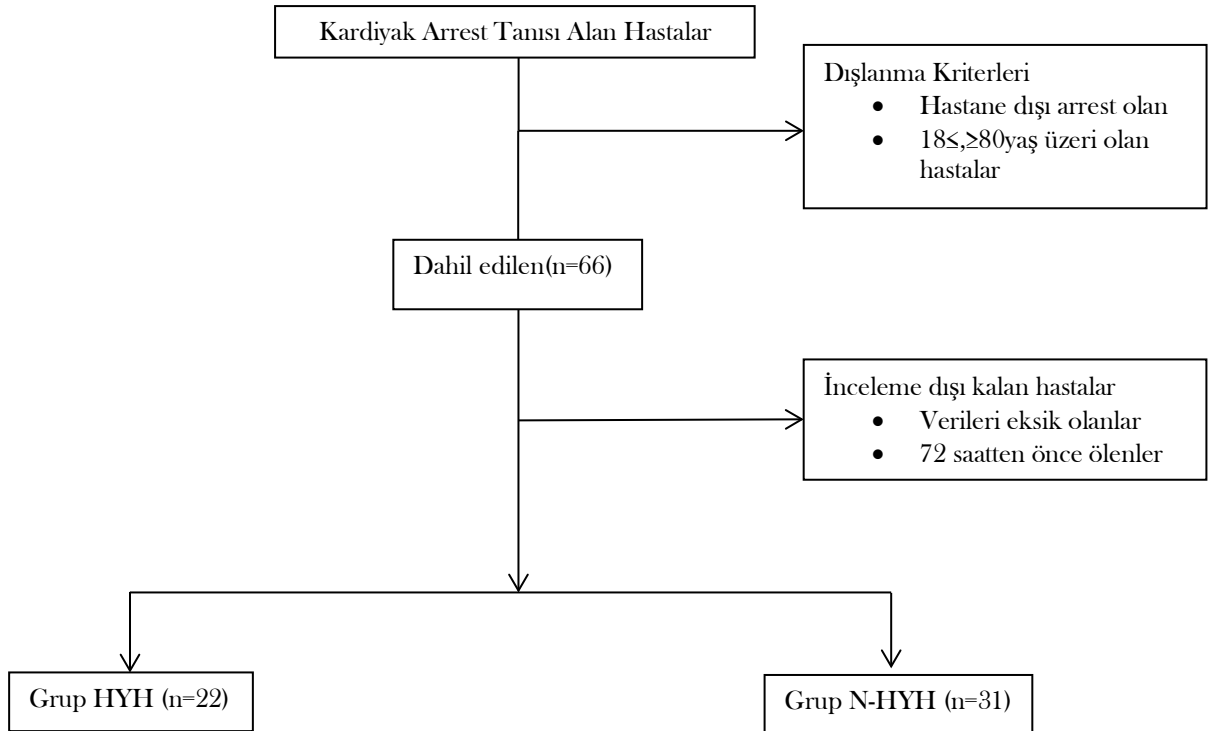 Kardiyak Arrest Tanısı Alan Hastalar
Dışlanma Kriterleri
• Hastane dışı arrest olan
• 18≤,≥80yaş üzeri olan
hastalar
Dahil edilen(n=66)
İnceleme dışı kalan hastalar
• Verileri eksik olanlar
• 72 saatten önce ölenler
Grup HYH (n=22)
Grup N-HYH (n=31)